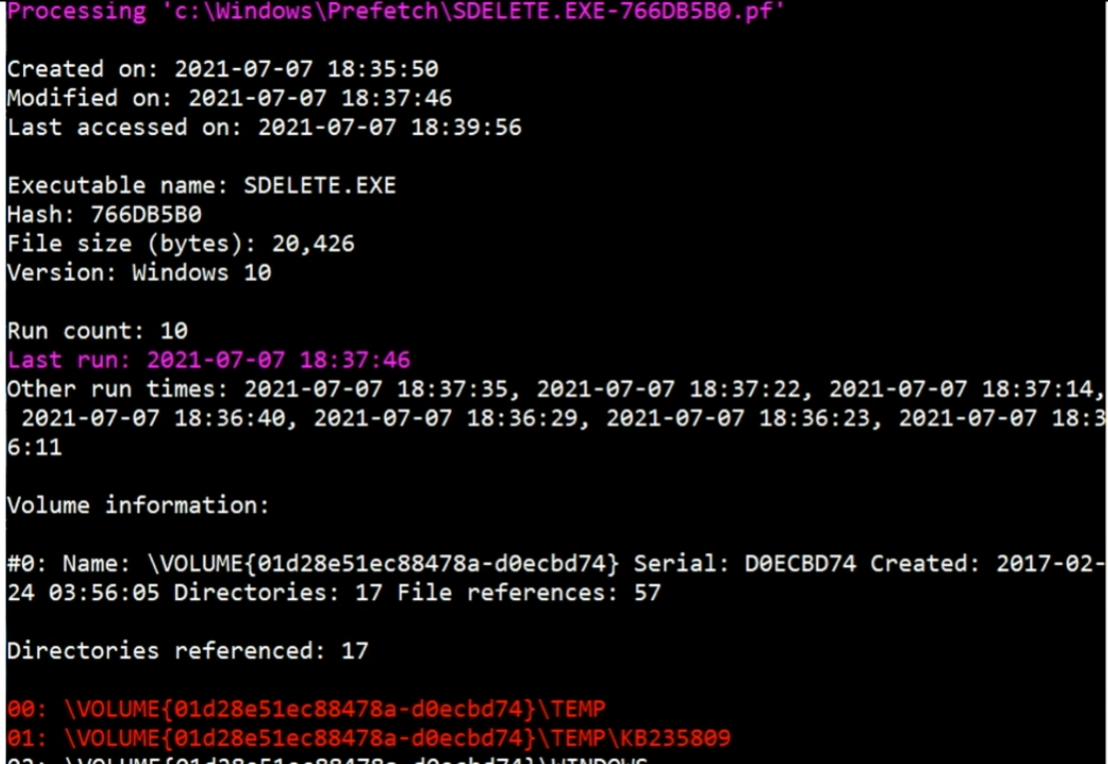 Processing 'c:\Windows\Prefetch\SDELETE.EXE-766DB5B0.pf'
Created on: 2021-07-07 18:35:50
Modified on: 2021-07-07 18:37:46
Last accessed on: 2021-07-07 18:39:56
Executable name: SDELETE.EXE
Hash: 766DB5B0
File size (bytes): 20,426
Version: Windows 10
Run count: 10
Last run: 2021-07-07 18:37:46
Other run times: 2021-07-07 18:37:35, 2021-07-07 18:37:22, 2021-07-07 18:37:14,
2021-07-07 18:36:40, 2021-07-07 18:36:29, 2021-07-07 18:36:23, 2021-07-07 18:3
6:11
Volume information:
#0: Name: \VOLUME{01d28e51ec88478a-d0ecbd74} Serial: D0ECBD74 Created: 2017-02-
24 03:56:05 Directories: 17 File references: 57
Directories referenced: 17
00: \VOLUME{01d28e51ec88478a-d0ecbd74}\TEMP
01: \VOLUME{01d28e51ec88478a-d0ecbd74}\TEMP\KB235809
02: \VOLUME{01d28e51ec88478a-d0ecbd74}\WINDOWS